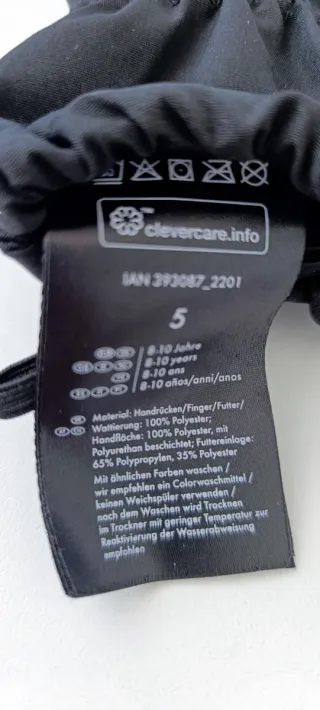 clevercare.info
IAN 393087_2201
5
8-10 Jahre
8-10 years
8-10 ans
8-10 años/anni/anos
Material: Handrücken/Finger/Futter/
Wattierung: 100% Polyester;
Handfläche: 100% Polyester, mit
Polyurethan beschichtet; Futtereinlage:
65% Polypropylen, 35% Polyester
Mit ähnlichen Farben waschen /
wir empfehlen ein Colorwaschmittel /
keinen Weichspüler verwenden /
nach dem Waschen wird Trocknen
im Trockner mit geringer Temperatur zur
Reaktivierung der Wasserabweisung
empfohlen